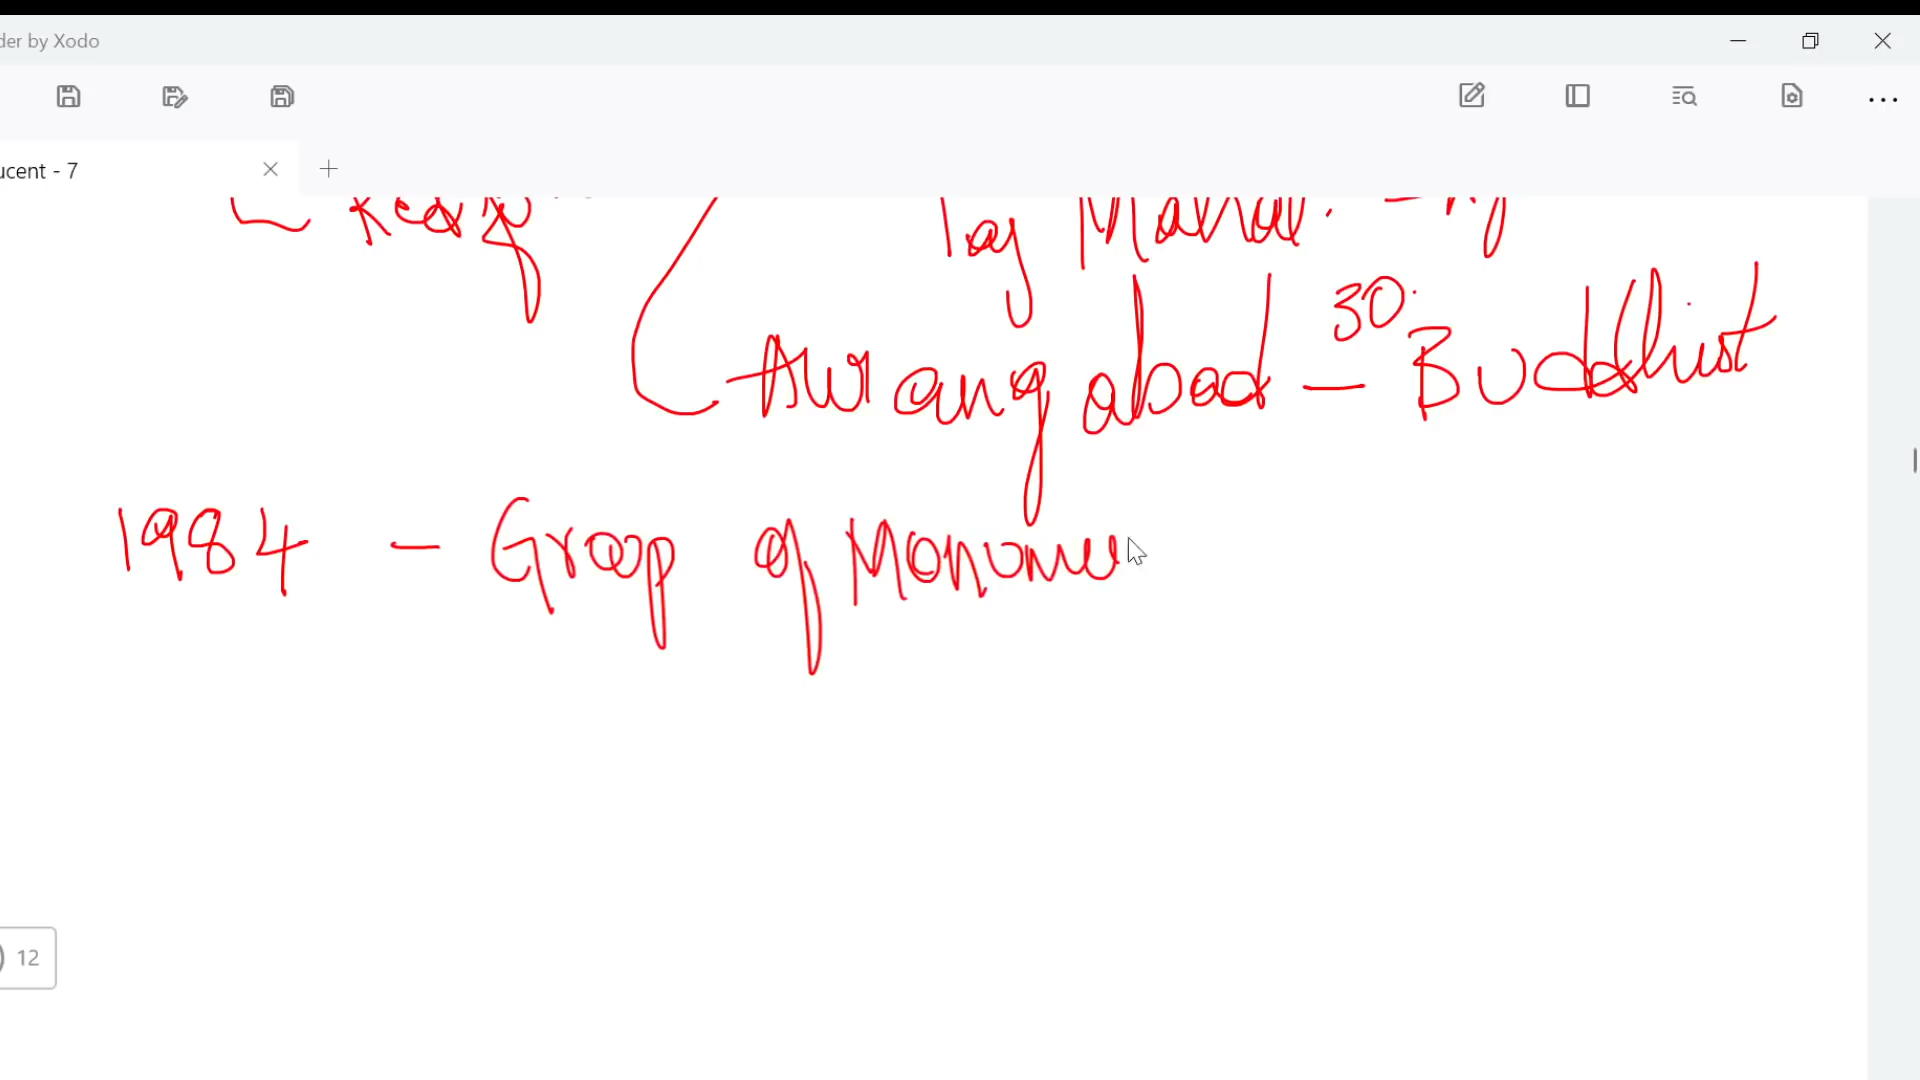 der by Xodo
ucent - 7
Taj Mahal.
30
Aurangabad - Buddhist
1984 - Group of Monume
12